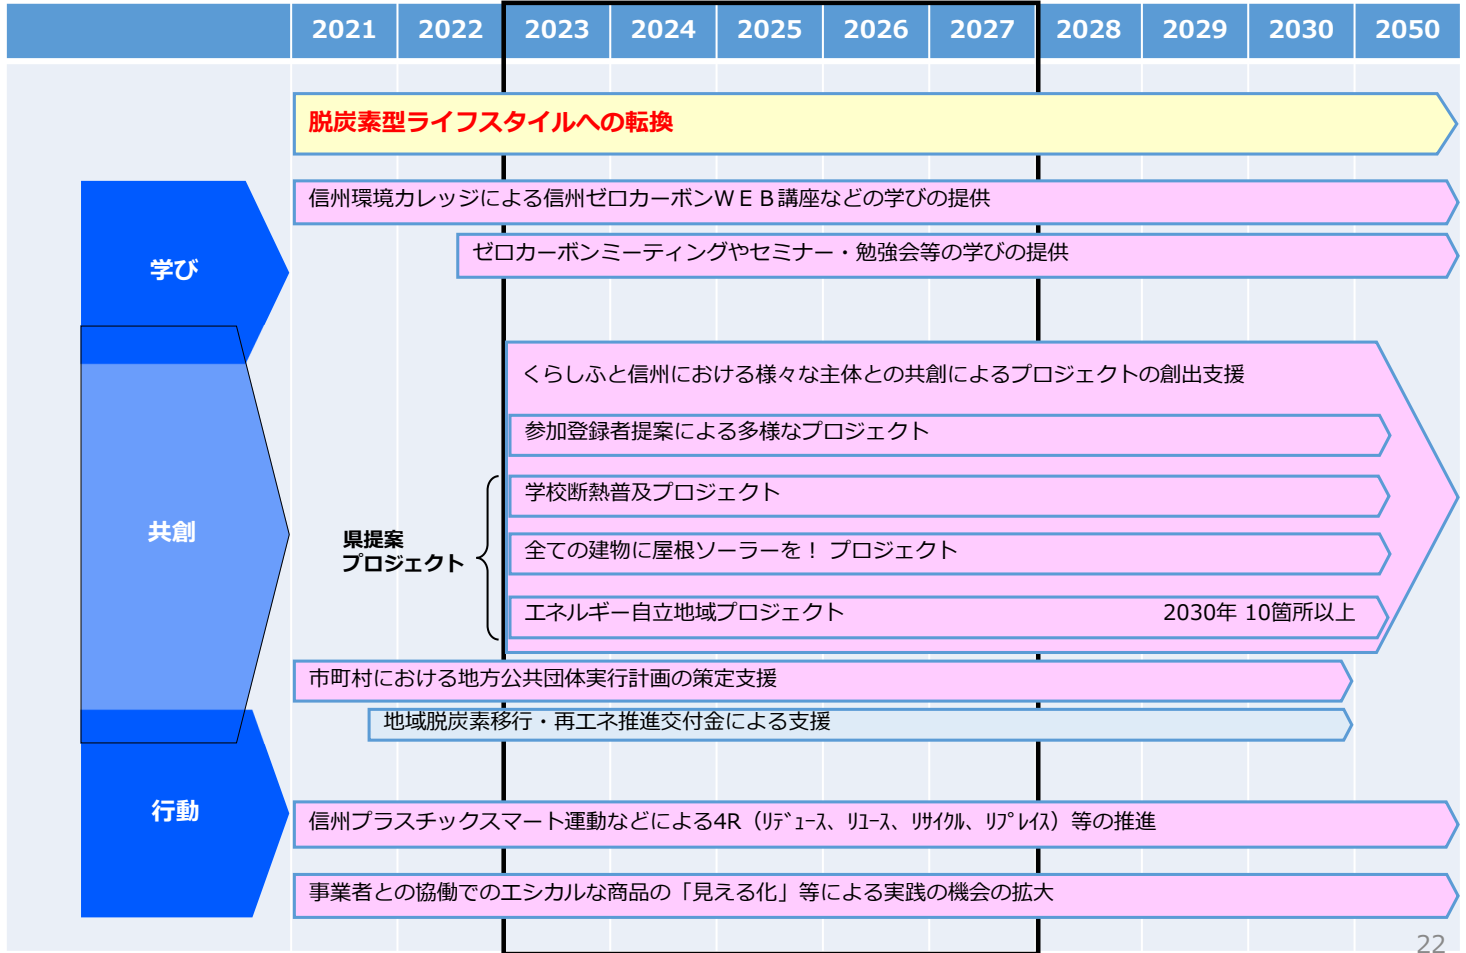 2021 2022 2023 2024 2025 2026 2027 2028 2029 2030 2050
脱炭素型ライフスタイルへの転換
学び
信州環境カレッジによる信州ゼロカーボンＷＥＢ講座などの学びの提供
ゼロカーボンミーティングやセミナー・勉強会等の学びの提供
共創
くらしふと信州における様々な主体との共創によるプロジェクトの創出支援
参加登録者提案による多様なプロジェクト
県提案
プロジェクト
学校断熱普及プロジェクト
全ての建物に屋根ソーラーを！ プロジェクト
エネルギー自立地域プロジェクト 2030年 10箇所以上
市町村における地方公共団体実行計画の策定支援
地域脱炭素移行・再エネ推進交付金による支援
行動
信州プラスチックスマート運動などによる4R（ﾘﾃﾞｭｰｽ、ﾘﾕｰｽ、ﾘｻｲｸﾙ、ﾘﾌﾟﾚｲｽ）等の推進
事業者との協働でのエシカルな商品の「見える化」等による実践の機会の拡大
22